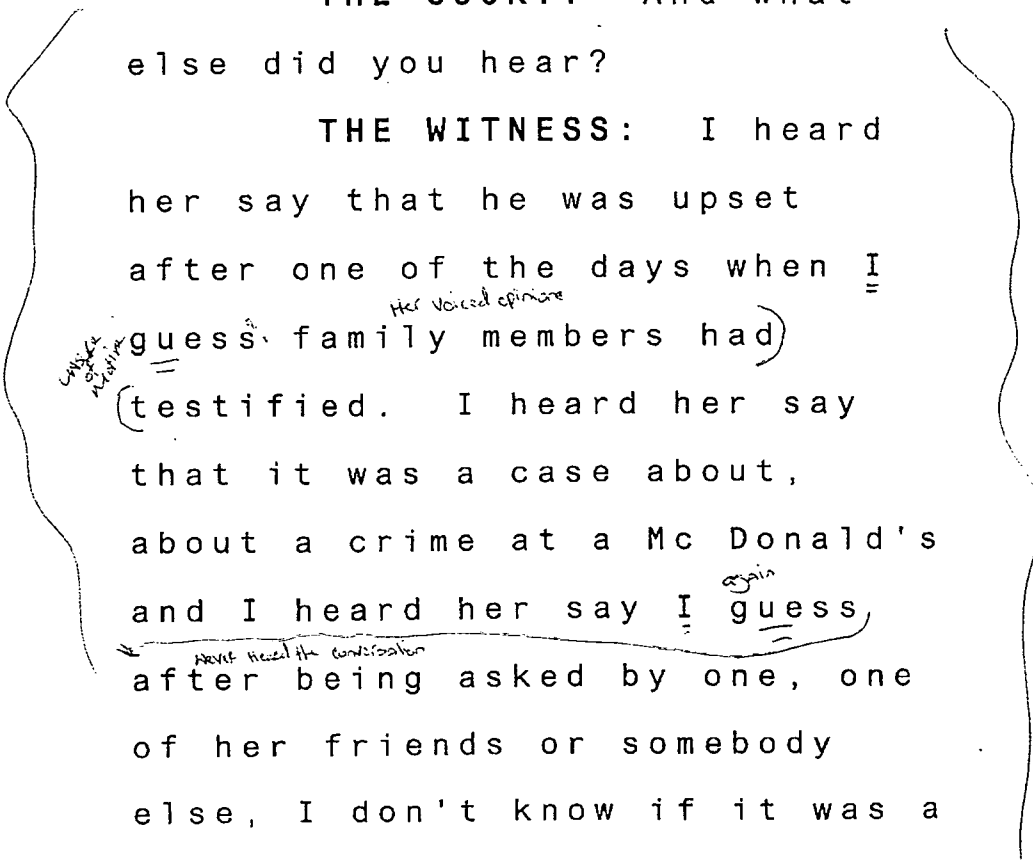 THE COURT: And what
else did you hear?
THE WITNESS: I heard
her say that he was upset
after one of the days when I
Her voiced opinions
guess family members had
testified. I heard her say
that it was a case about,
about a crime at a Mc Donald's
again
and I heard her say I guess,
Never heard the conversation
after being asked by one, one
of her friends or somebody
else, I don't know if it was a